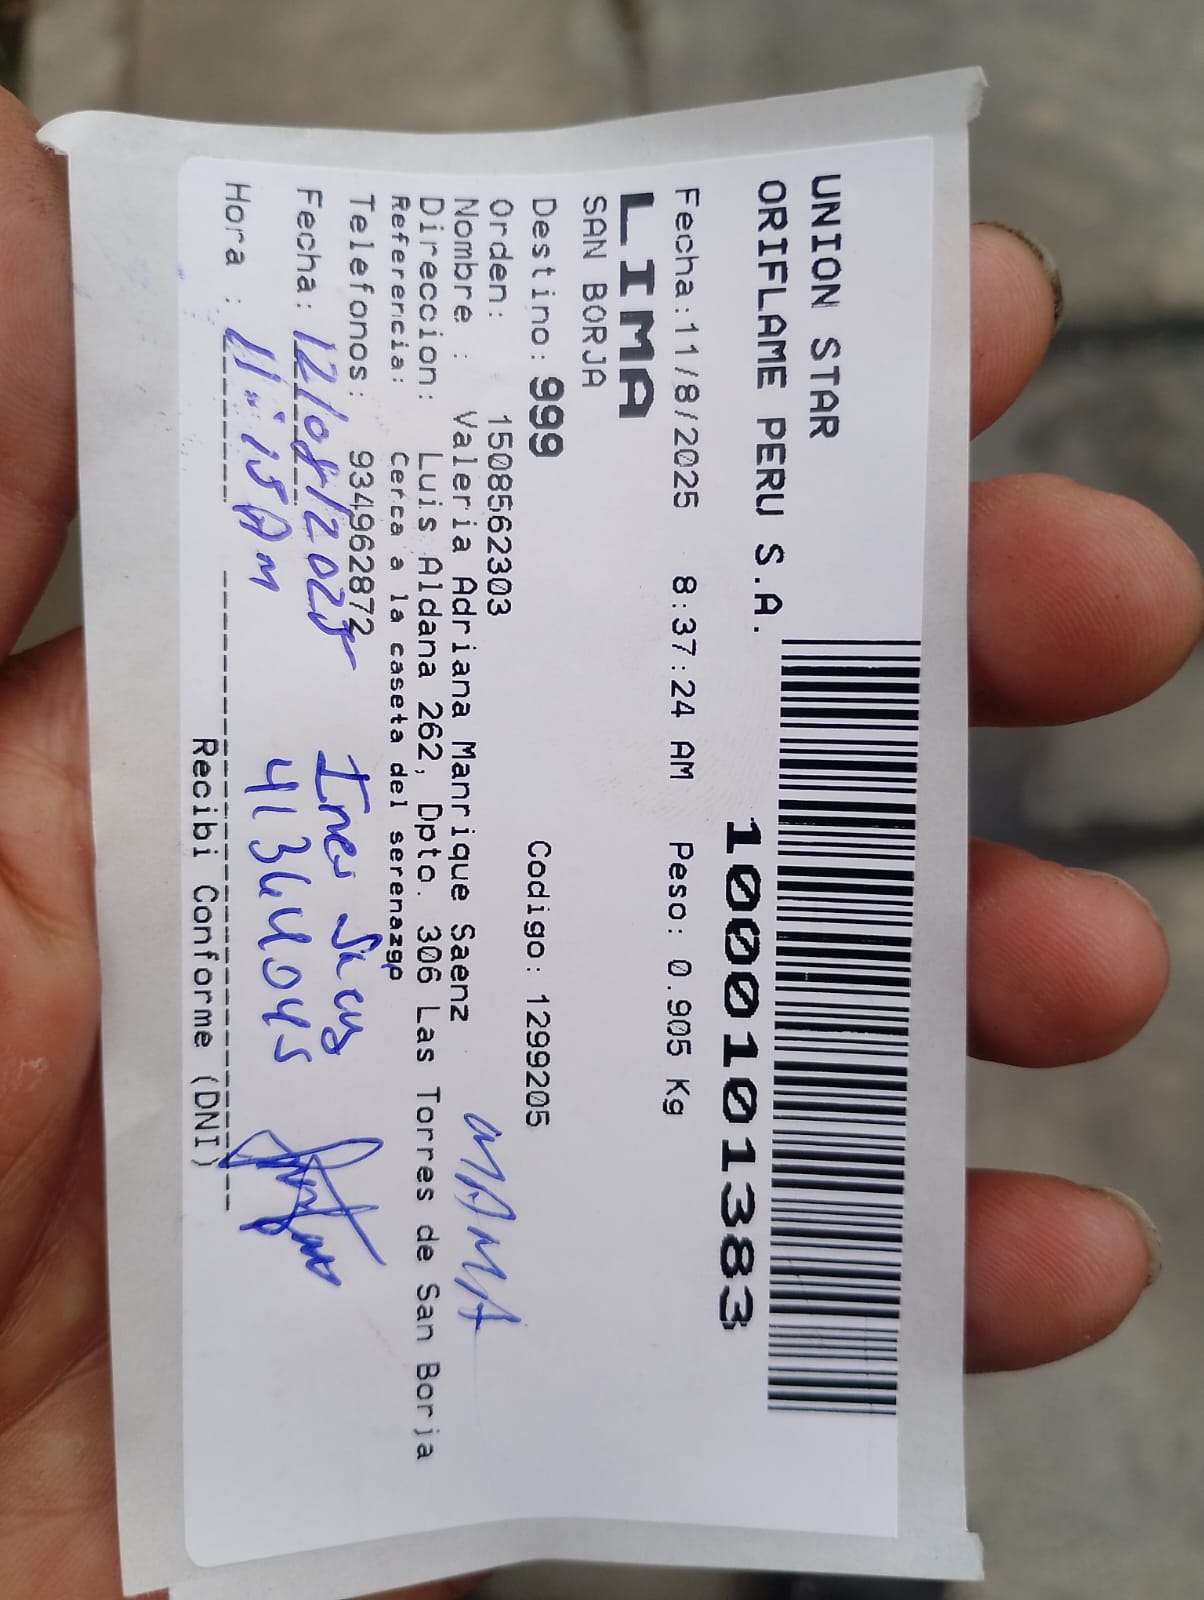 UNION STAR
ORIFLAME PERU S.A.
1000101383
Fecha:11/8/2025 8:37:24 AM Peso: 0.905 Kg
LIMA
SAN BORJA
Destino: 999 Codigo: 1299205
Orden: 1508562303
Nombre : Valeria Adriana Manrique Saenz
MAMA
Direccion: Luis Aldana 262, Dpto. 306 Las Torres de San Borja
Referencia: Cerca a la caseta del serenazgo
Telefonos: 934962872
Fecha: 12/08/2025 Ines
Hora : 11:15 Am 41364045
Recibi Conforme (DNI)